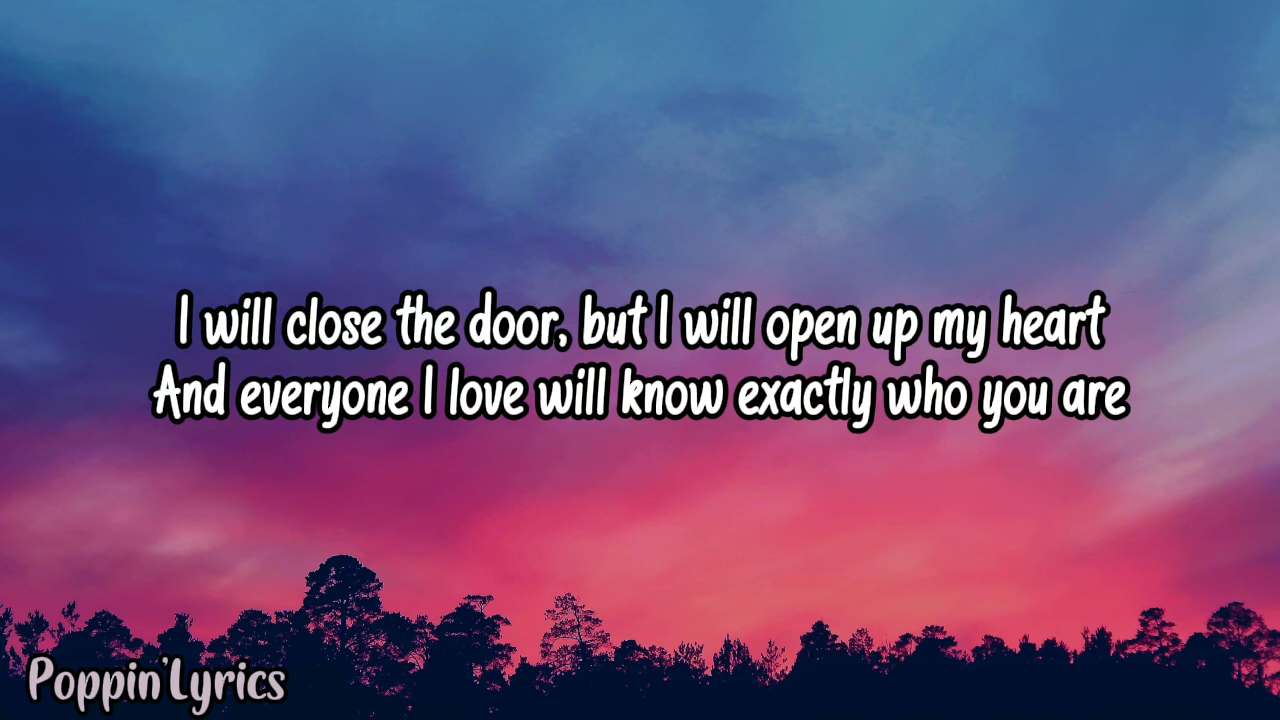 I will close the door, but I will open up my heart
And everyone I love will know exactly who you are
Poppin'Lyrics